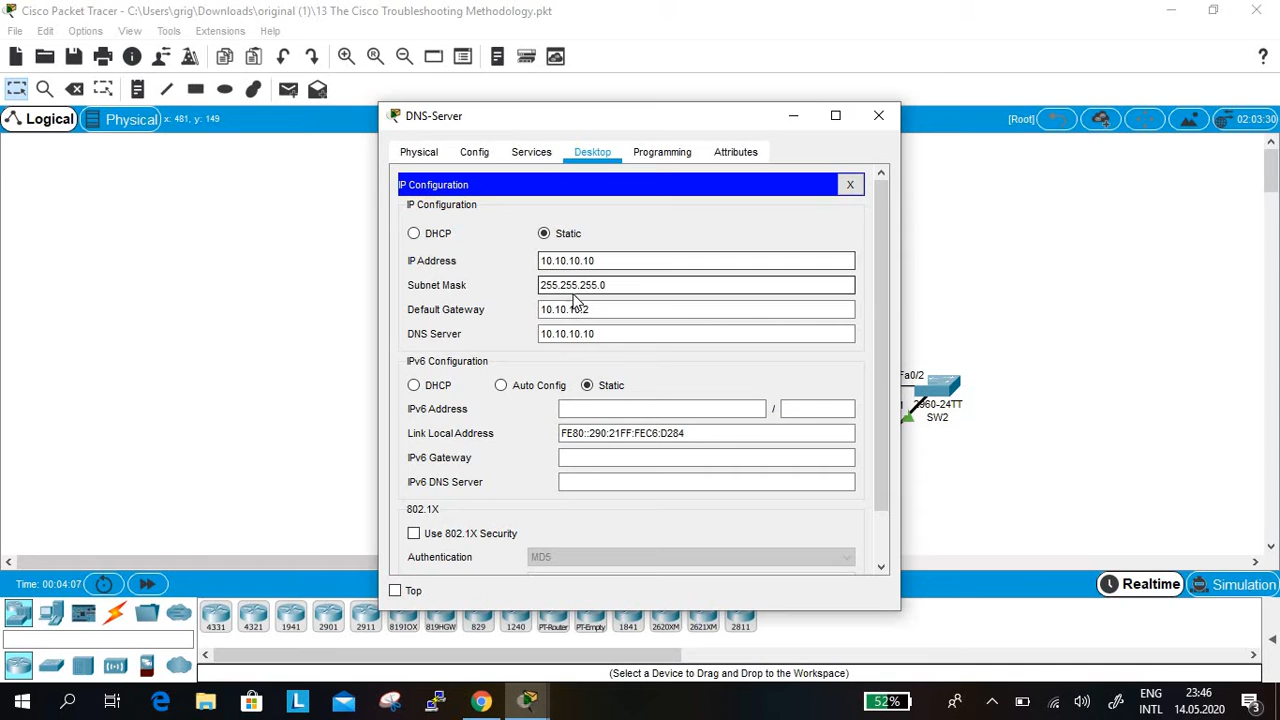 Cisco Packet Tracer - C:\Users\grig\Downloads\original (1)\13 The Cisco Troubleshooting Methodology.pkt
File Edit Options View Tools Extensions Help
Logical Physical x: 481, y: 149 [Root] 02:03:30
DNS-Server
Physical Config Services Desktop Programming Attributes
IP Configuration X
IP Configuration
DHCP Static
IP Address 10.10.10.10
Subnet Mask 255.255.255.0
Default Gateway 10.10.10.2
DNS Server 10.10.10.10
IPv6 Configuration
DHCP Auto Config Static
IPv6 Address /
Link Local Address FE80::290:21FF:FEC6:D284
IPv6 Gateway
IPv6 DNS Server
802.1X
Use 802.1X Security
Authentication MD5
Top
Fa0/2
2960-24TT
SW2
Time: 00:04:07 Realtime Simulation
4331 4321 1941 2901 2911 819IOX 819HGW 829 1240 PT-Router PT-Empty 1841 2620XM 2621XM 2811
(Select a Device to Drag and Drop to the Workspace)
52% ENG 23:46
INTL 14.05.2020 3